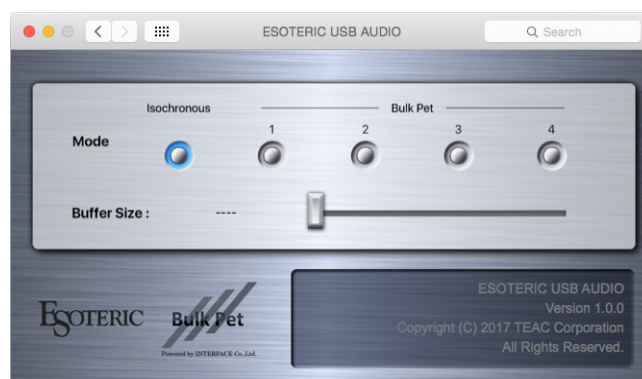 ESOTERIC USB AUDIO
Search
Isochronous
Bulk Pet
Mode
1 2 3 4
Buffer Size : ----
ESOTERIC
Bulk Pet
Powered by INTERFACE Co.,Ltd.
ESOTERIC USB AUDIO
Version 1.0.0
Copyright (C) 2017 TEAC Corporation
All Rights Reserved.